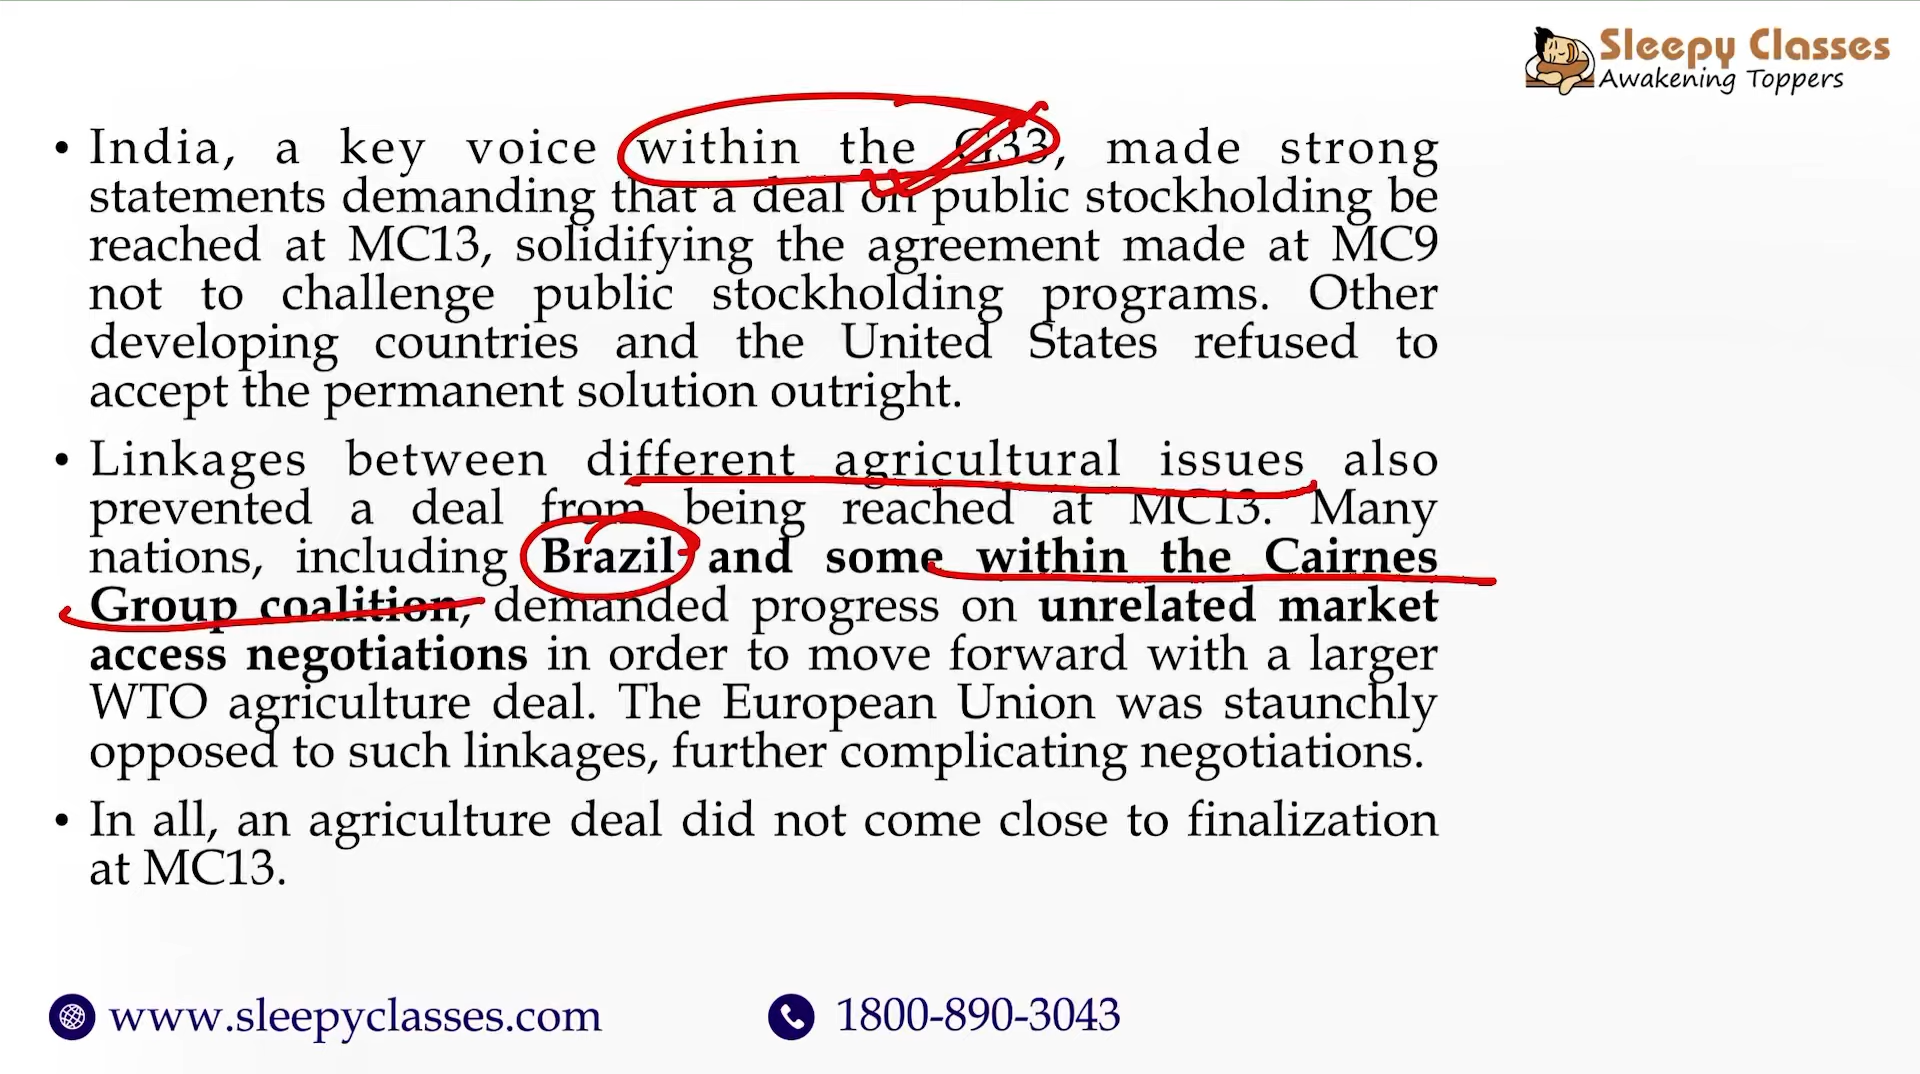 Sleepy Classes
Awakening Toppers
• India, a key voice within the G33, made strong
statements demanding that a deal on public stockholding be
reached at MC13, solidifying the agreement made at MC9
not to challenge public stockholding programs. Other
developing countries and the United States refused to
accept the permanent solution outright.
• Linkages between different agricultural issues also
prevented a deal from being reached at MC13. Many
nations, including Brazil and some within the Cairnes
Group coalition, demanded progress on unrelated market
access negotiations in order to move forward with a larger
WTO agriculture deal. The European Union was staunchly
opposed to such linkages, further complicating negotiations.
• In all, an agriculture deal did not come close to finalization
at MC13.
www.sleepyclasses.com
1800-890-3043